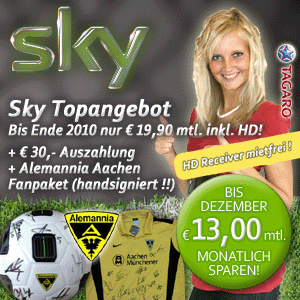 sky
TAGARO
Sky Topangebot
Bis Ende 2010 nur € 19,90 mtl. inkl. HD!
+ € 30,- Auszahlung
+ Alemannia Aachen
Fanpaket (handsigniert !!)
HD Receiver mietfrei !
BIS
DEZEMBER
€ 13,00 mtl.
MONATLICH
SPAREN!
Alemannia
Aachen
Münchener